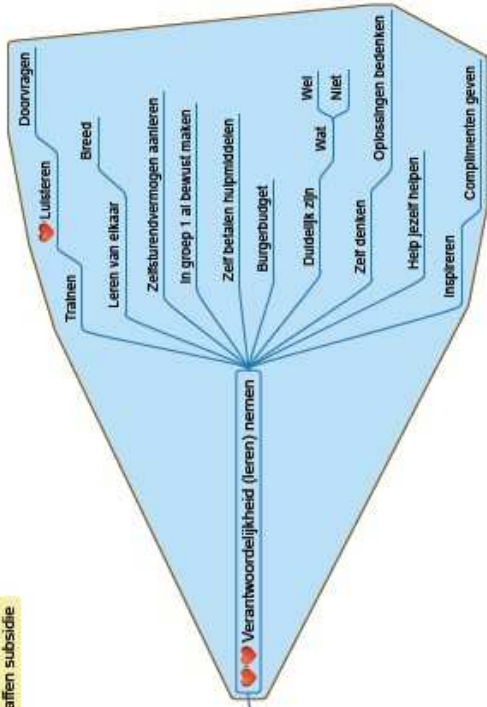 affen subsidie
Verantwoordelijkheid (leren) nemen
Trainen
Luisteren
Doorvragen
Leren van elkaar
Breed
Zelfsturendvermogen aanleren
In groep 1 al bewust maken
Zelf betalen hulpmiddelen
Burgerbudget
Duidelijk zijn
Wat
Wel
Niet
Zelf denken
Oplossingen bedenken
Help jezelf helpen
Inspireren
Complimenten geven